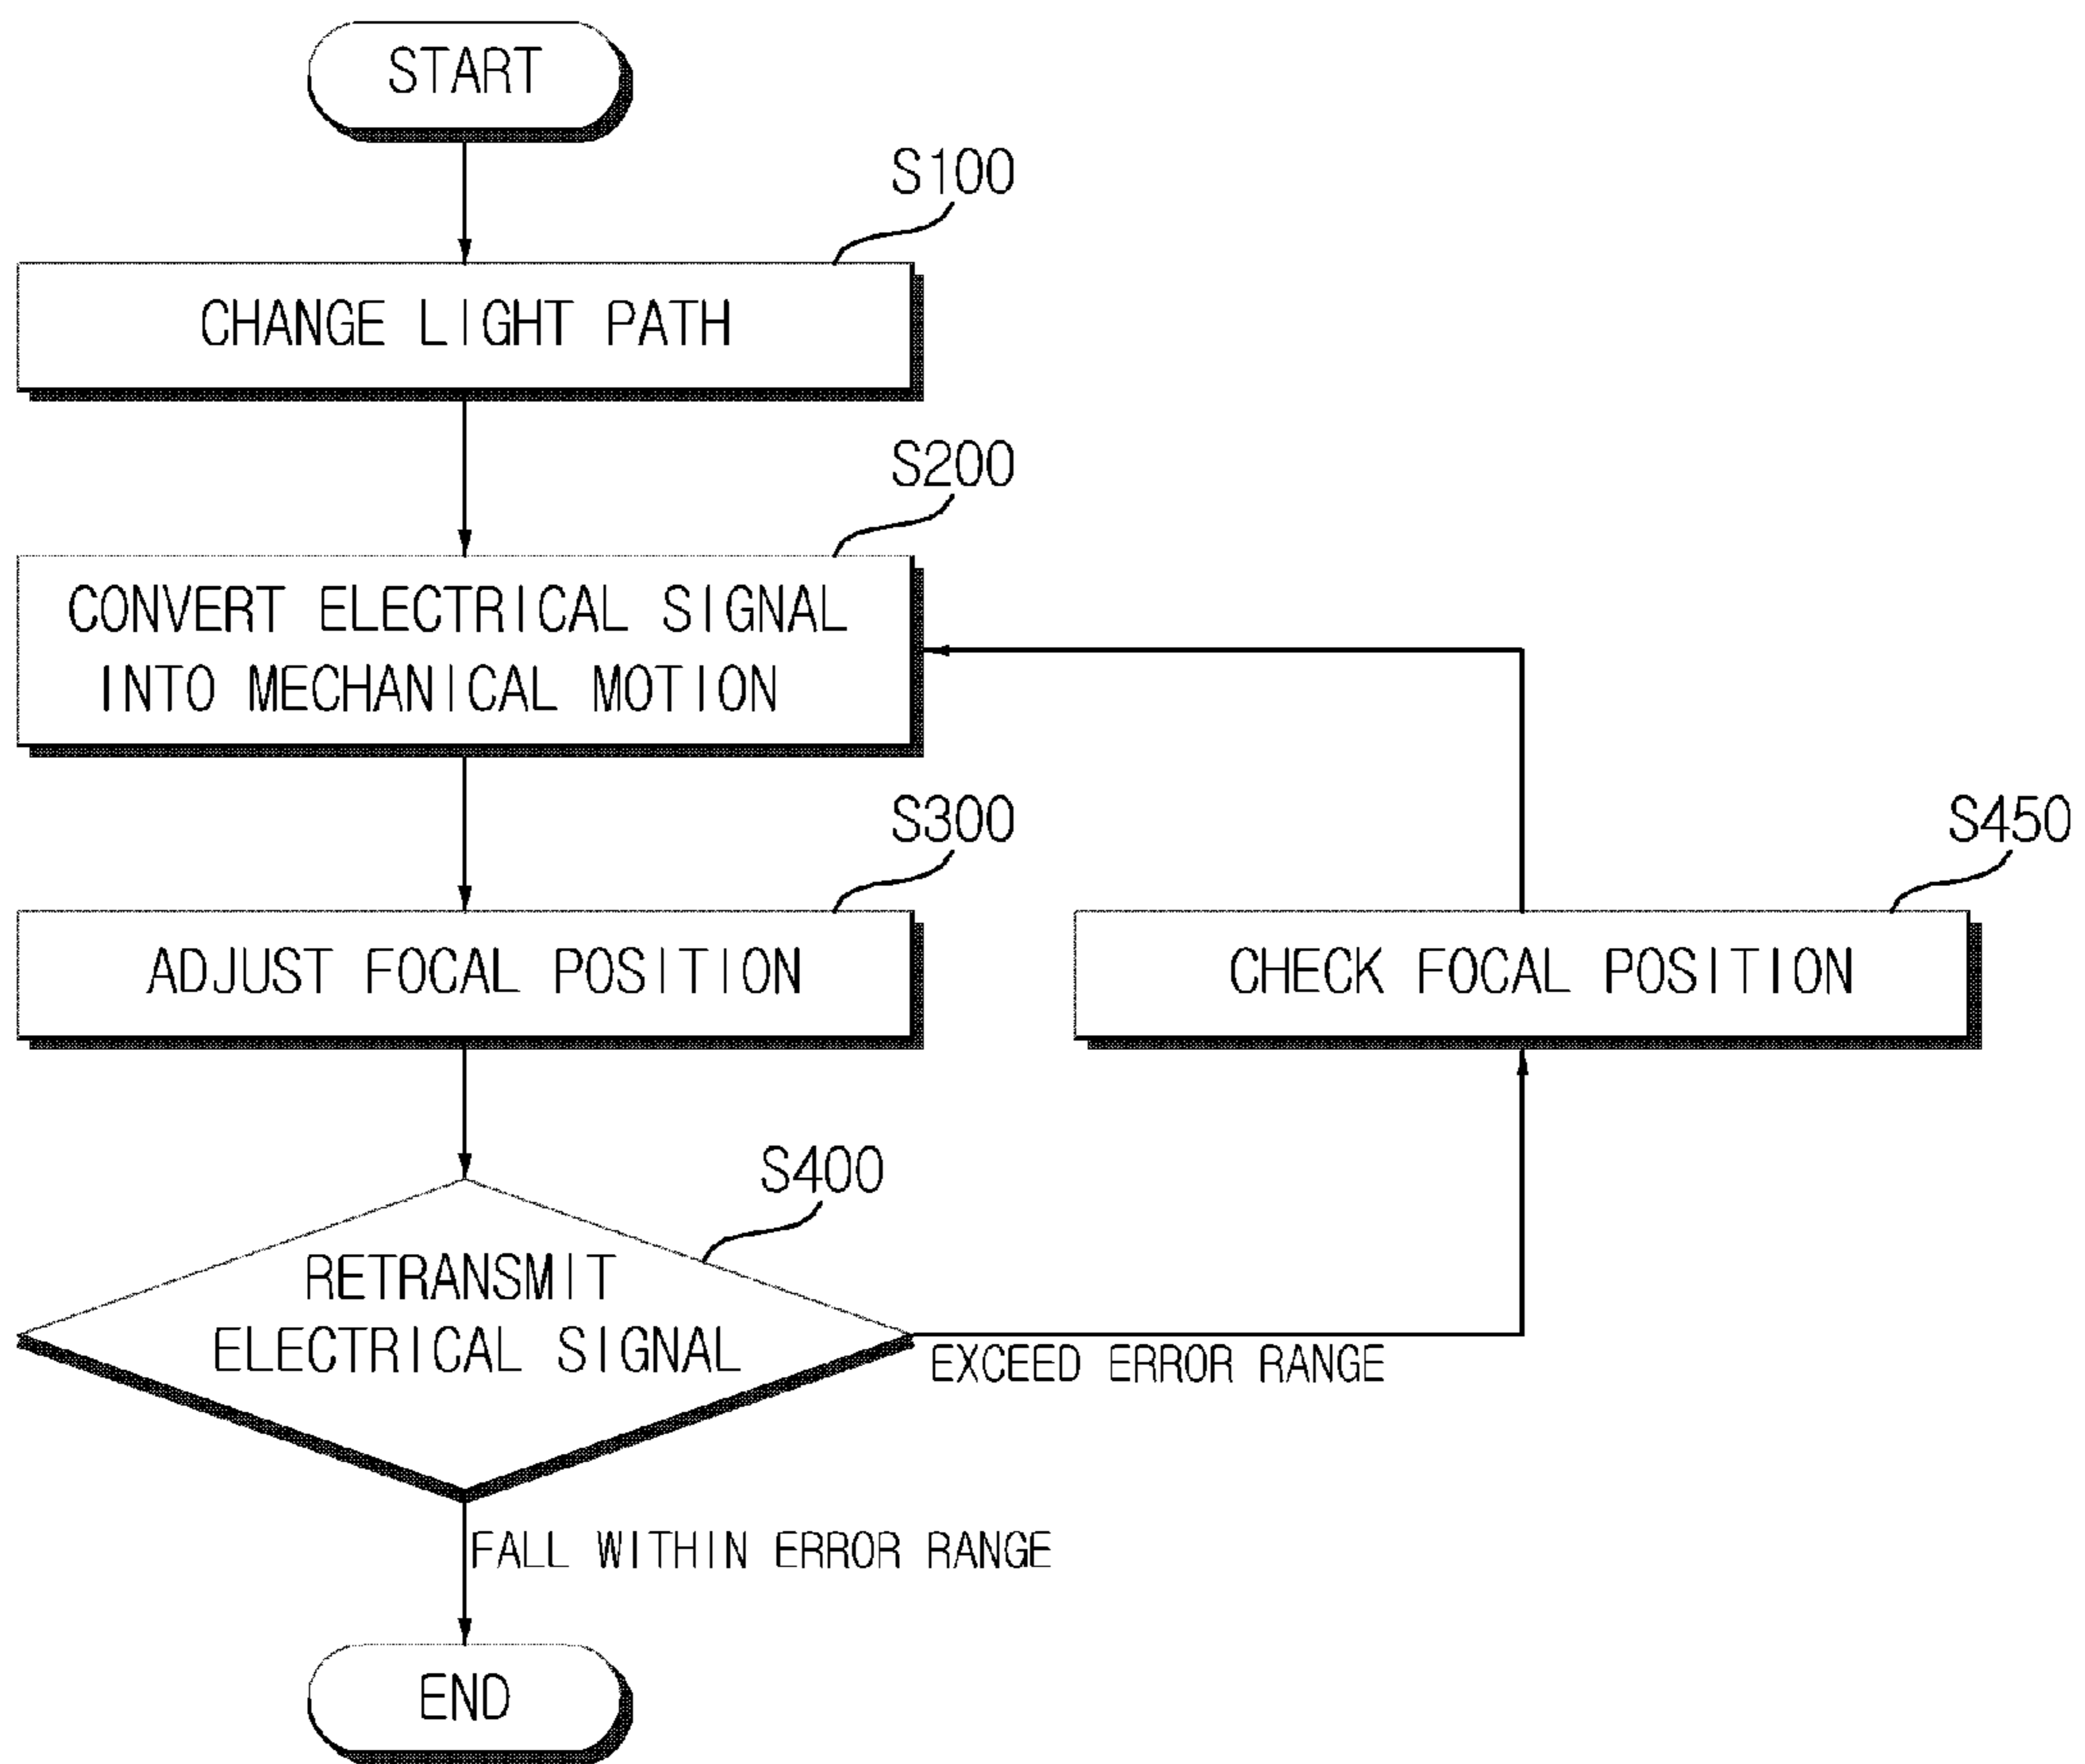 START
S100
CHANGE LIGHT PATH
S200
CONVERT ELECTRICAL SIGNAL
INTO MECHANICAL MOTION
S300
ADJUST FOCAL POSITION
S450
CHECK FOCAL POSITION
S400
RETRANSMIT
ELECTRICAL SIGNAL
EXCEED ERROR RANGE
FALL WITHIN ERROR RANGE
END